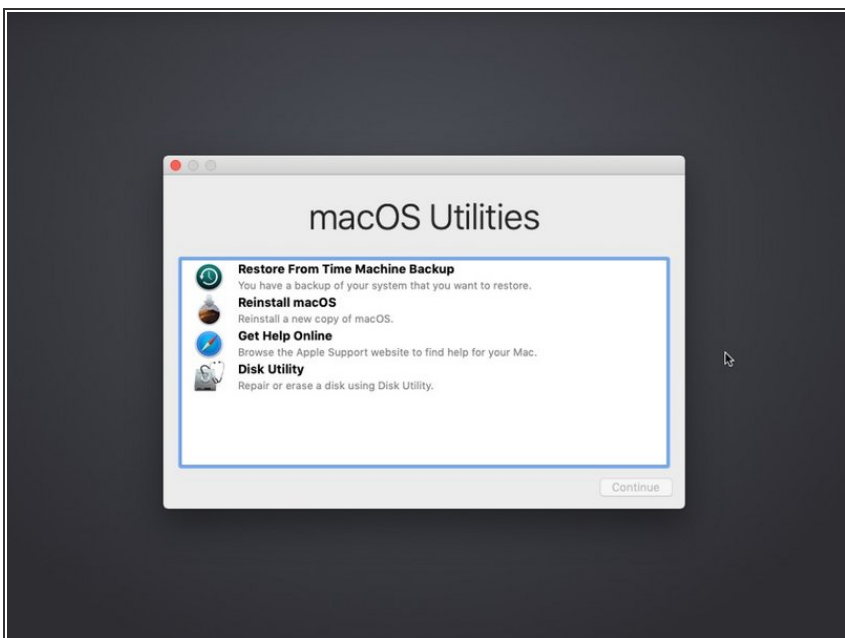 macOS Utilities
Restore From Time Machine Backup
You have a backup of your system that you want to restore.
Reinstall macOS
Reinstall a new copy of macOS.
Get Help Online
Browse the Apple Support website to find help for your Mac.
Disk Utility
Repair or erase a disk using Disk Utility.
Continue